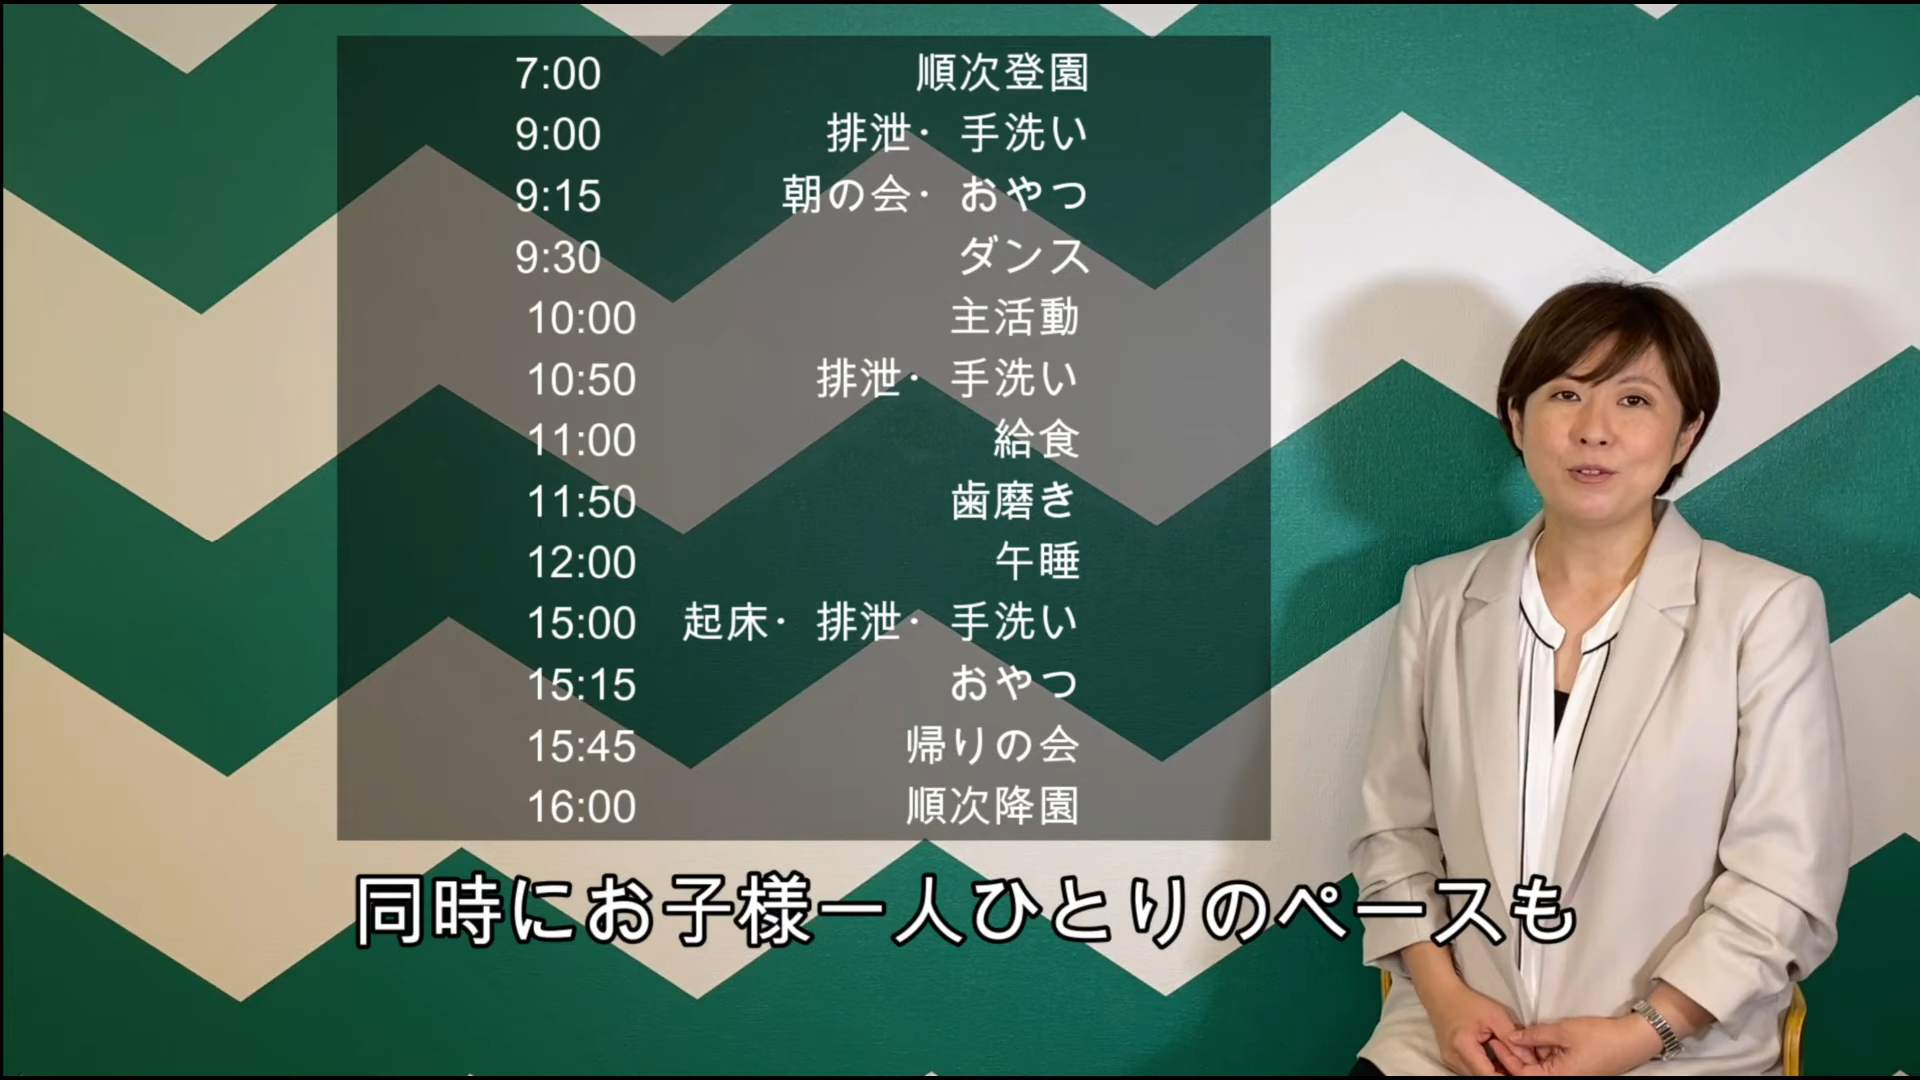 7:00 順次登園
9:00 排泄・手洗い
9:15 朝の会・おやつ
9:30 ダンス
10:00 主活動
10:50 排泄・手洗い
11:00 給食
11:50 歯磨き
12:00 午睡
15:00 起床・排泄・手洗い
15:15 おやつ
15:45 帰りの会
16:00 順次降園
同時にお子様一人ひとりのペースも